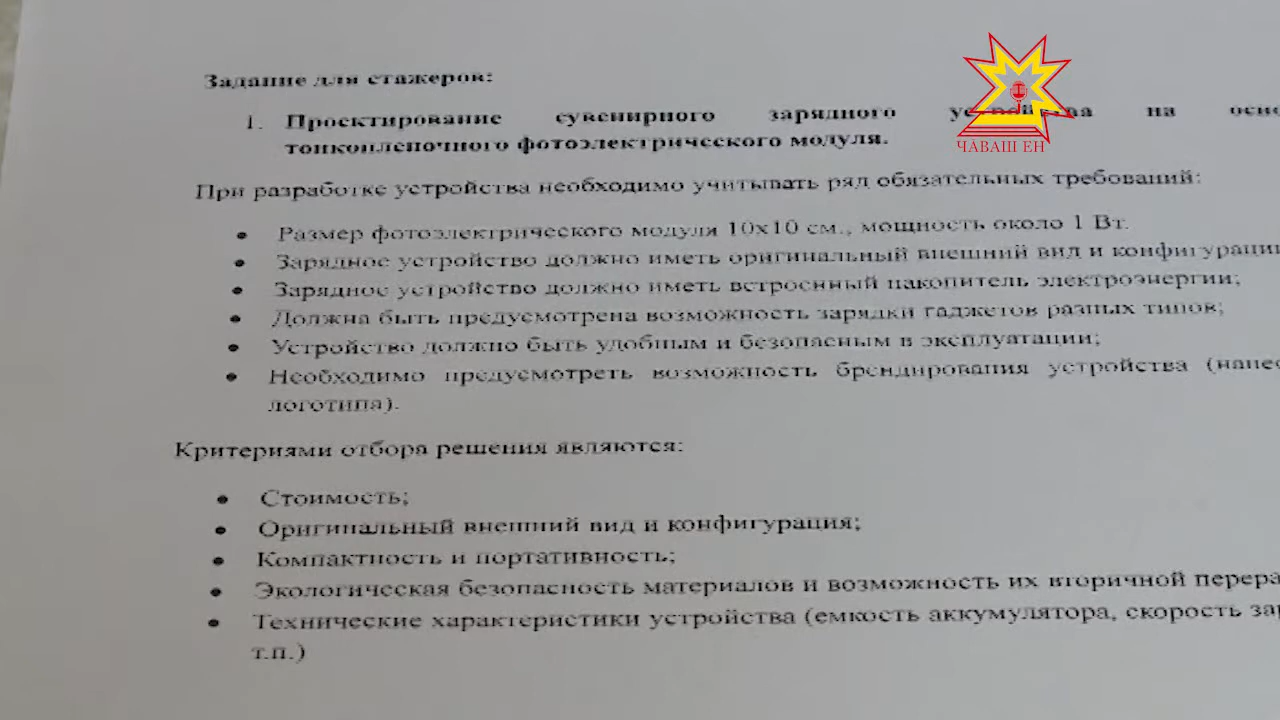 Задание для стажеров:
1. Проектирование сувенирного зарядного устройства на
тонкопленочного фотоэлектрического модуля.
При разработке устройства необходимо учитывать ряд обязательных требований:
• Размер фотоэлектрического модуля 10x10 см., мощность около 1 Вт.
• Зарядное устройство должно иметь оригинальный внешний вид и
• Зарядное устройство должно иметь встроенный накопитель электроэнергии;
• Должна быть предусмотрена возможность зарядки гаджетов разных типов;
• Устройство должно быть удобным и безопасным в эксплуатации;
• Необходимо предусмотреть возможность брендирования устройства
логотипа).
Критериями отбора решения являются:
• Стоимость;
• Оригинальный внешний вид и конфигурация;
• Компактность и портативность;
• Экологическая безопасность материалов и возможность их вторичной
• Технические характеристики устройства (емкость аккумулятора, скорость
т.п.)
ЧӐВАШ ЕН